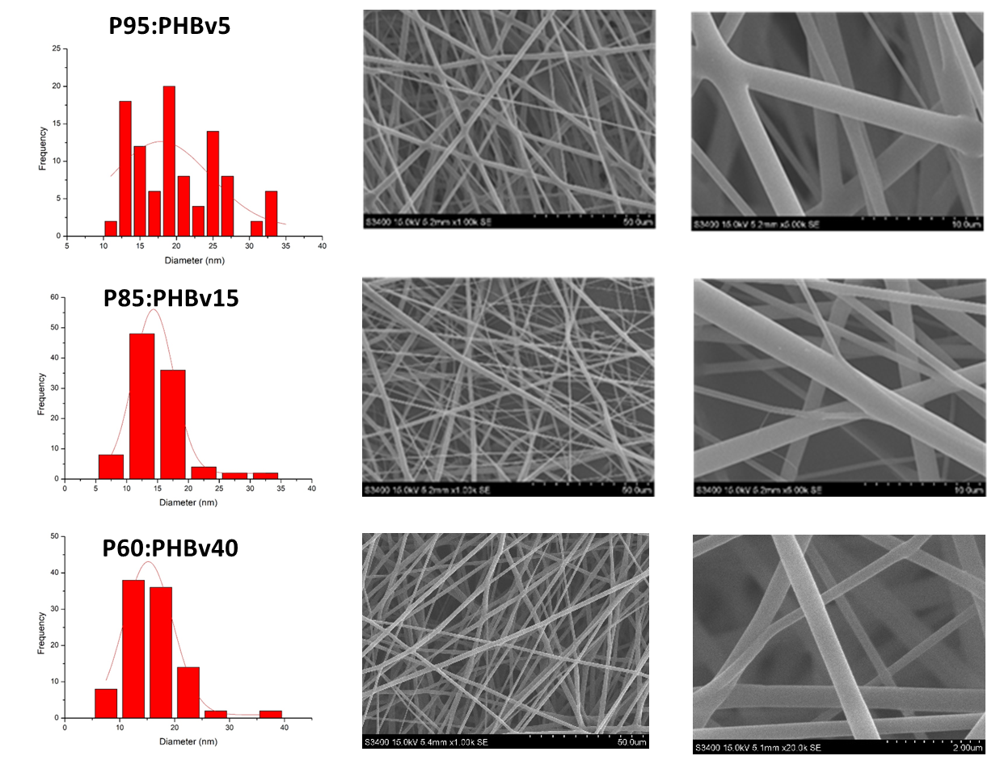 P95:PHBv5
25
20
15
10
5
0
Frequency
5 10 15 20 25 30 35 40
Diameter (nm)
S3400 15.0kV 5.2mm x1.00k SE 50.0um
S3400 15.0kV 5.2mm x5.00k SE 10.0um
P85:PHBv15
60
50
40
30
20
10
0
Frequency
0 5 10 15 20 25 30 35 40
Diameter (nm)
S3400 15.0kV 5.2mm x1.00k SE 50.0um
S3400 15.0kV 5.2mm x5.00k SE 10.0um
P60:PHBv40
50
40
30
20
10
0
Frequency
0 10 20 30 40
Diameter (nm)
S3400 15.0kV 5.4mm x1.00k SE 50.0um
S3400 15.0kV 5.1mm x20.0k SE 2.00um